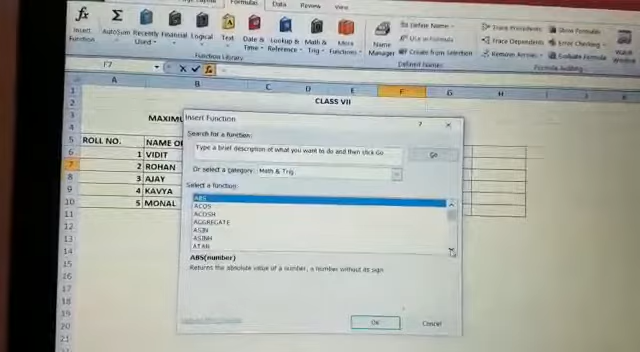 Formulas Data Review View
Insert Function
AutoSum
Recently Used
Financial
Logical
Text
Date & Time
Lookup & Reference
Math & Trig
More Functions
Function Library
Name Manager
Define Name
Use in Formula
Create from Selection
Defined Names
Trace Precedents
Trace Dependents
Remove Arrows
Show Formulas
Error Checking
Evaluate Formula
Formula Auditing
Watch Window
F7
A B C D E F G H
1
2 CLASS VII
3
4
5 ROLL NO.
6 1 VIDIT
7 2 ROHAN
8 3 AJAY
9 4 KAVYA
10 5 MONAL
11
12
13
14
15
16
17
18
19
20
21
Insert Function
Search for a function:
Type a brief description of what you want to do and then click Go
Go
Or select a category: Math & Trig
Select a function:
ABS
ACOS
ACOSH
AGGREGATE
ASIN
ASINH
ATAN
ABS(number)
Returns the absolute value of a number, a number without its sign.
OK Cancel